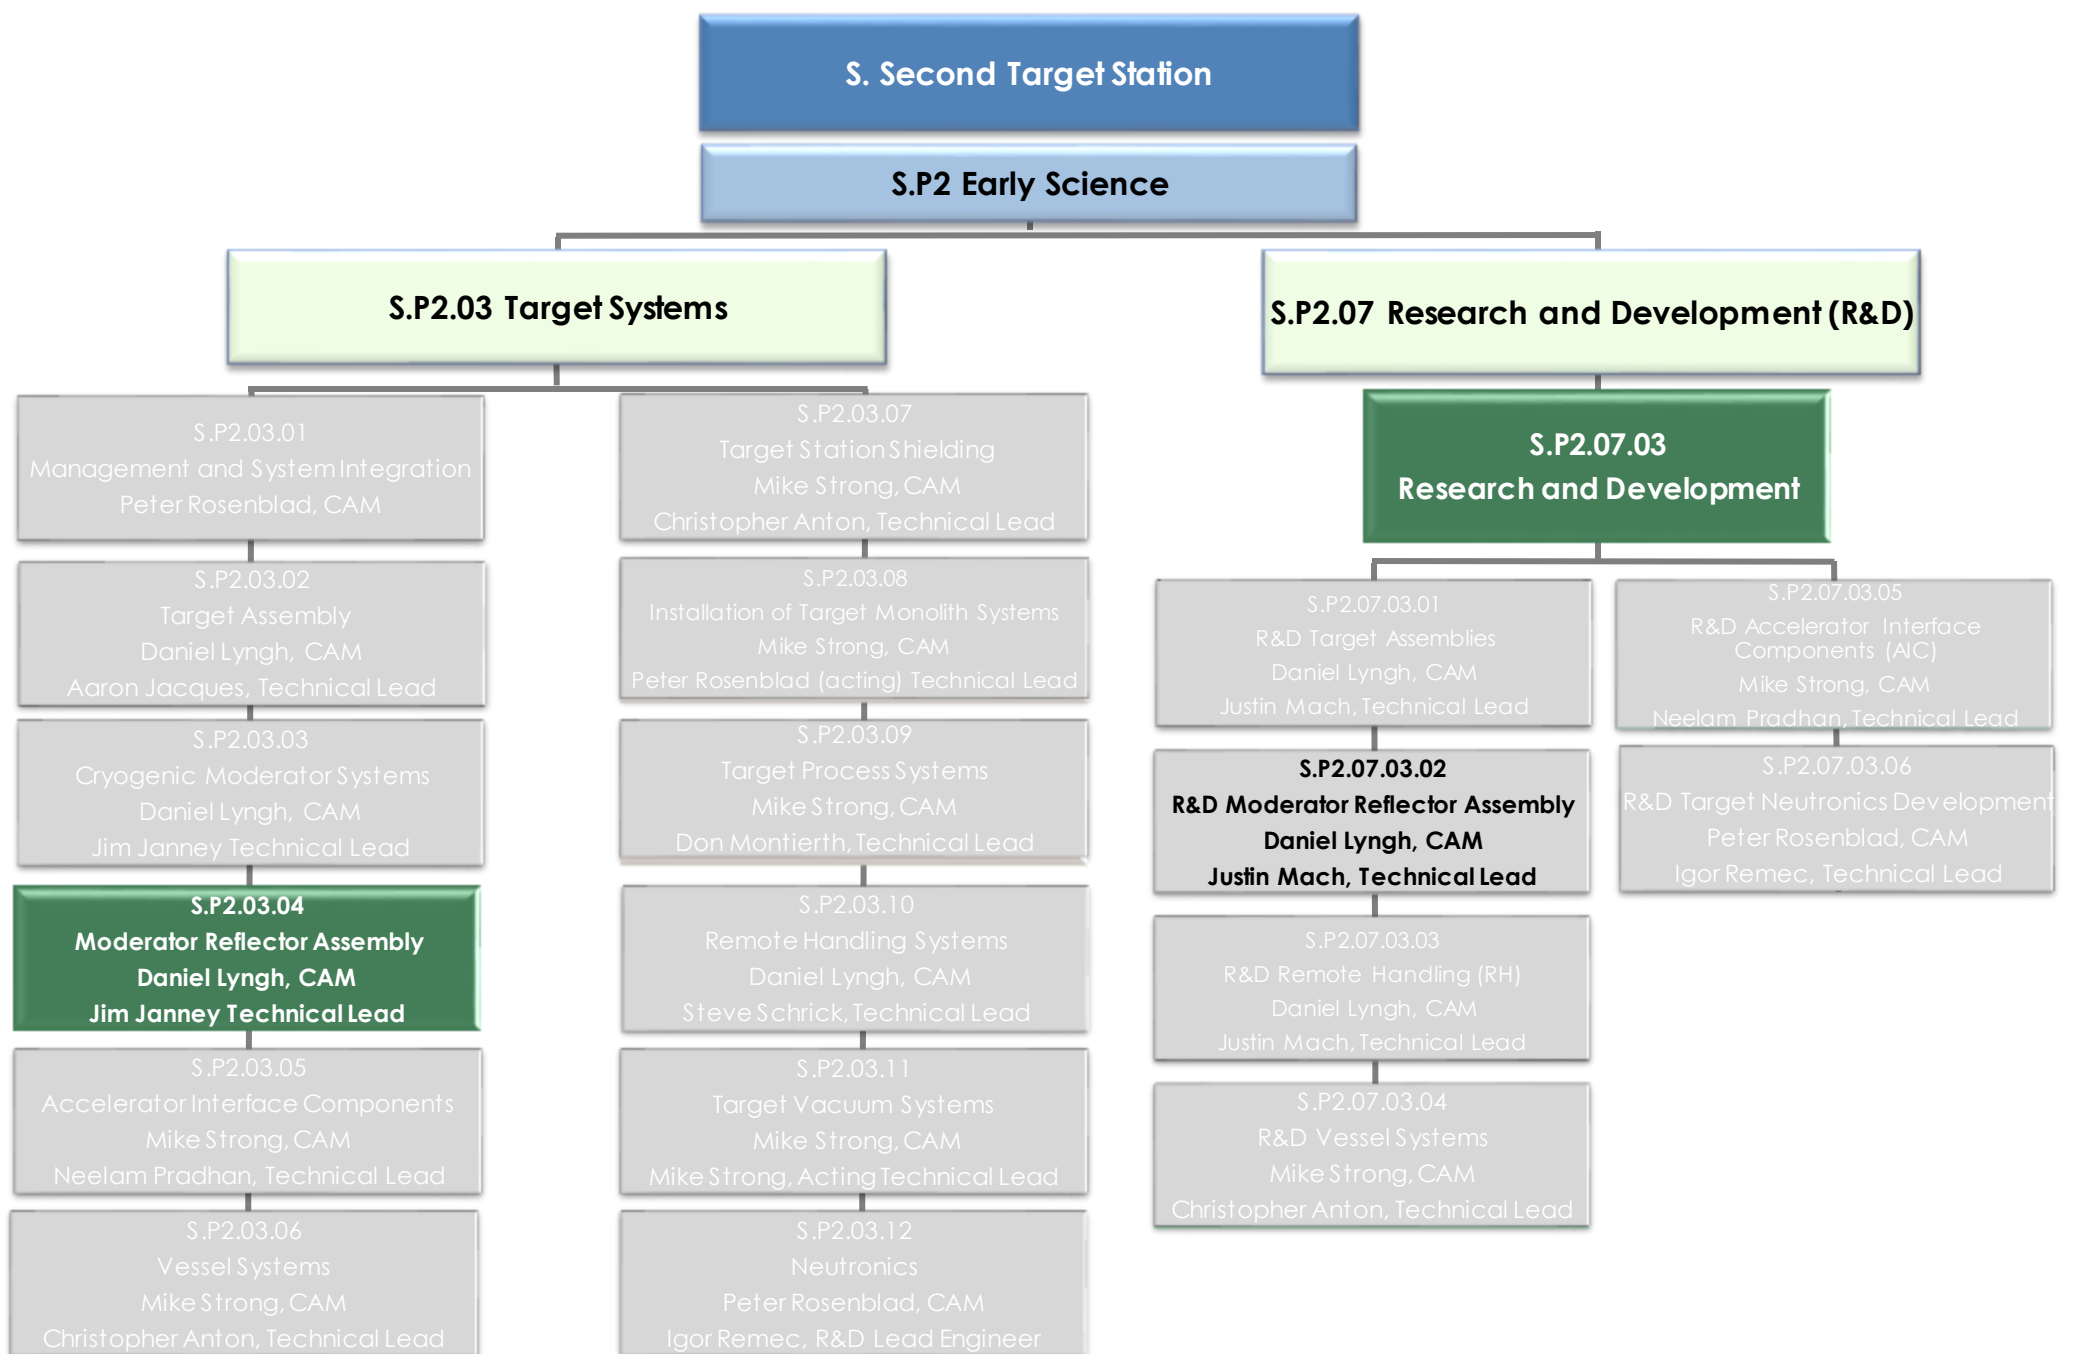 S. Second Target Station
S.P2 Early Science
S.P2.03 Target Systems
S.P2.03.01
Management and System Integration
Peter Rosenblad, CAM
S.P2.03.02
Target Assembly
Daniel Lyngh, CAM
Aaron Jacques, Technical Lead
S.P2.03.03
Cryogenic Moderator Systems
Daniel Lyngh, CAM
Jim Janney Technical Lead
S.P2.03.04
Moderator Reflector Assembly
Daniel Lyngh, CAM
Jim Janney Technical Lead
S.P2.03.05
Accelerator Interface Components
Mike Strong, CAM
Neelam Pradhan, Technical Lead
S.P2.03.06
Vessel Systems
Mike Strong, CAM
Christopher Anton, Technical Lead
S.P2.03.07
Target Station Shielding
Mike Strong, CAM
Christopher Anton, Technical Lead
S.P2.03.08
Installation of Target Monolith Systems
Mike Strong, CAM
Peter Rosenblad (acting) Technical Lead
S.P2.03.09
Target Process Systems
Mike Strong, CAM
Don Montierth, Technical Lead
S.P2.03.10
Remote Handling Systems
Daniel Lyngh, CAM
Steve Schrick, Technical Lead
S.P2.03.11
Target Vacuum Systems
Mike Strong, CAM
Mike Strong, Acting Technical Lead
S.P2.03.12
Neutronics
Peter Rosenblad, CAM
Igor Remec, R&D Lead Engineer
S.P2.07 Research and Development (R&D)
S.P2.07.03
Research and Development
S.P2.07.03.01
R&D Target Assemblies
Daniel Lyngh, CAM
Justin Mach, Technical Lead
S.P2.07.03.02
R&D Moderator Reflector Assembly
Daniel Lyngh, CAM
Justin Mach, Technical Lead
S.P2.07.03.03
R&D Remote Handling (RH)
Daniel Lyngh, CAM
Justin Mach, Technical Lead
S.P2.07.03.04
R&D Vessel Systems
Mike Strong, CAM
Christopher Anton, Technical Lead
S.P2.07.03.05
R&D Accelerator Interface
Components (AIC)
Mike Strong, CAM
Neelam Pradhan, Technical Lead
S.P2.07.03.06
R&D Target Neutronics Development
Peter Rosenblad, CAM
Igor Remec, Technical Lead